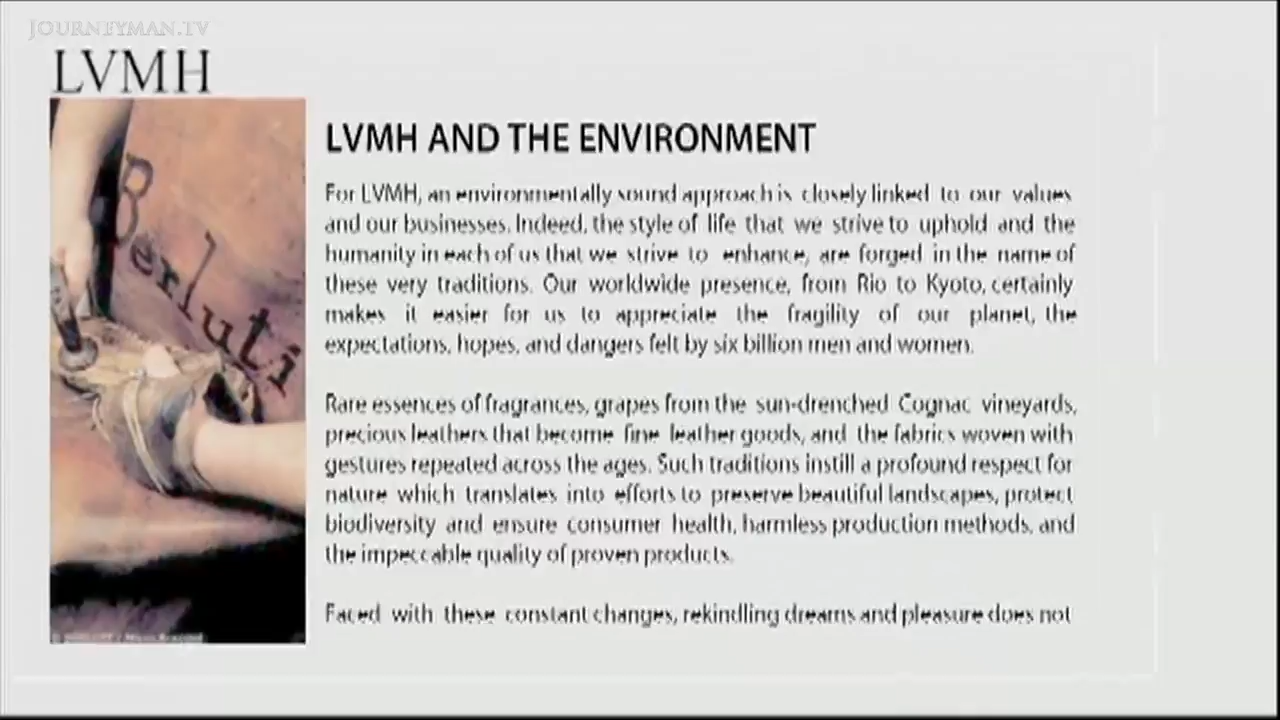 JOURNEYMAN.TV
LVMH
Berluti
LVMH AND THE ENVIRONMENT
For LVMH, an environmentally sound approach is closely linked to our values
and our businesses. Indeed, the style of life that we strive to uphold and the
humanity in each of us that we strive to enhance, are forged in the name of
these very traditions. Our worldwide presence, from Rio to Kyoto, certainly
makes it easier for us to appreciate the fragility of our planet, the
expectations, hopes, and dangers felt by six billion men and women.
Rare essences of fragrances, grapes from the sun-drenched Cognac vineyards,
precious leathers that become fine leather goods, and the fabrics woven with
gestures repeated across the ages. Such traditions instill a profound respect for
nature which translates into efforts to preserve beautiful landscapes, protect
biodiversity and ensure consumer health, harmless production methods, and
the impeccable quality of proven products.
Faced with these constant changes, rekindling dreams and pleasure does not